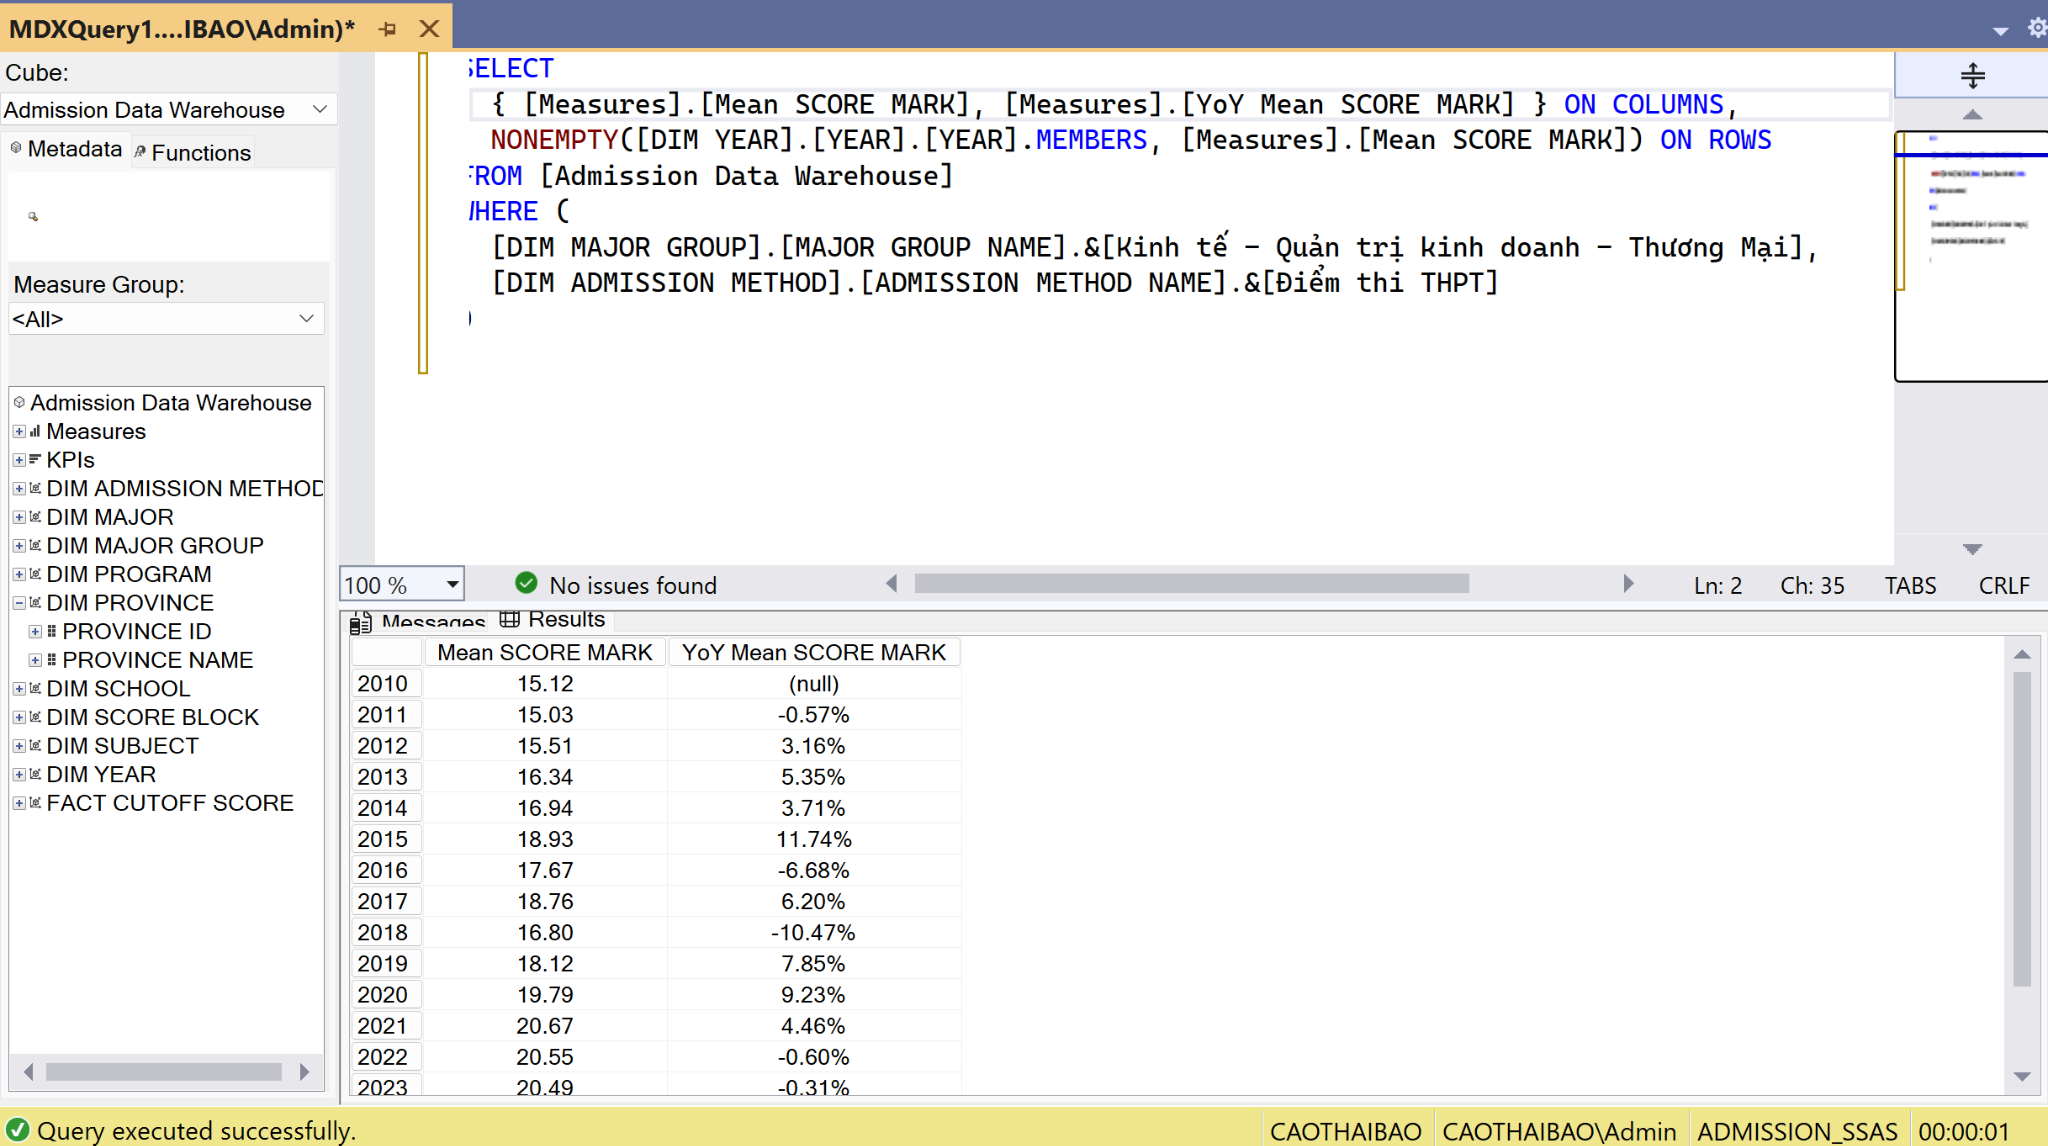 MDXQuery1....IBAO\Admin)*
Cube:
Admission Data Warehouse
Metadata
Functions
Measure Group:
<All>
Admission Data Warehouse
Measures
KPIs
DIM ADMISSION METHOD
DIM MAJOR
DIM MAJOR GROUP
DIM PROGRAM
DIM PROVINCE
PROVINCE ID
PROVINCE NAME
DIM SCHOOL
DIM SCORE BLOCK
DIM SUBJECT
DIM YEAR
FACT CUTOFF SCORE
SELECT
{ [Measures].[Mean SCORE MARK], [Measures].[YoY Mean SCORE MARK] } ON COLUMNS,
NONEMPTY([DIM YEAR].[YEAR].[YEAR].MEMBERS, [Measures].[Mean SCORE MARK]) ON ROWS
FROM [Admission Data Warehouse]
WHERE (
[DIM MAJOR GROUP].[MAJOR GROUP NAME].&[Kinh tế - Quản trị kinh doanh - Thương Mại],
[DIM ADMISSION METHOD].[ADMISSION METHOD NAME].&[Điểm thi THPT]
)
100 %
No issues found
Ln: 2 Ch: 35 TABS CRLF
Messages Results
Mean SCORE MARK YoY Mean SCORE MARK
2010 15.12 (null)
2011 15.03 -0.57%
2012 15.51 3.16%
2013 16.34 5.35%
2014 16.94 3.71%
2015 18.93 11.74%
2016 17.67 -6.68%
2017 18.76 6.20%
2018 16.80 -10.47%
2019 18.12 7.85%
2020 19.79 9.23%
2021 20.67 4.46%
2022 20.55 -0.60%
2023 20.49 -0.31%
Query executed successfully.
CAOTHAIBAO CAOTHAIBAO\Admin ADMISSION_SSAS 00:00:01